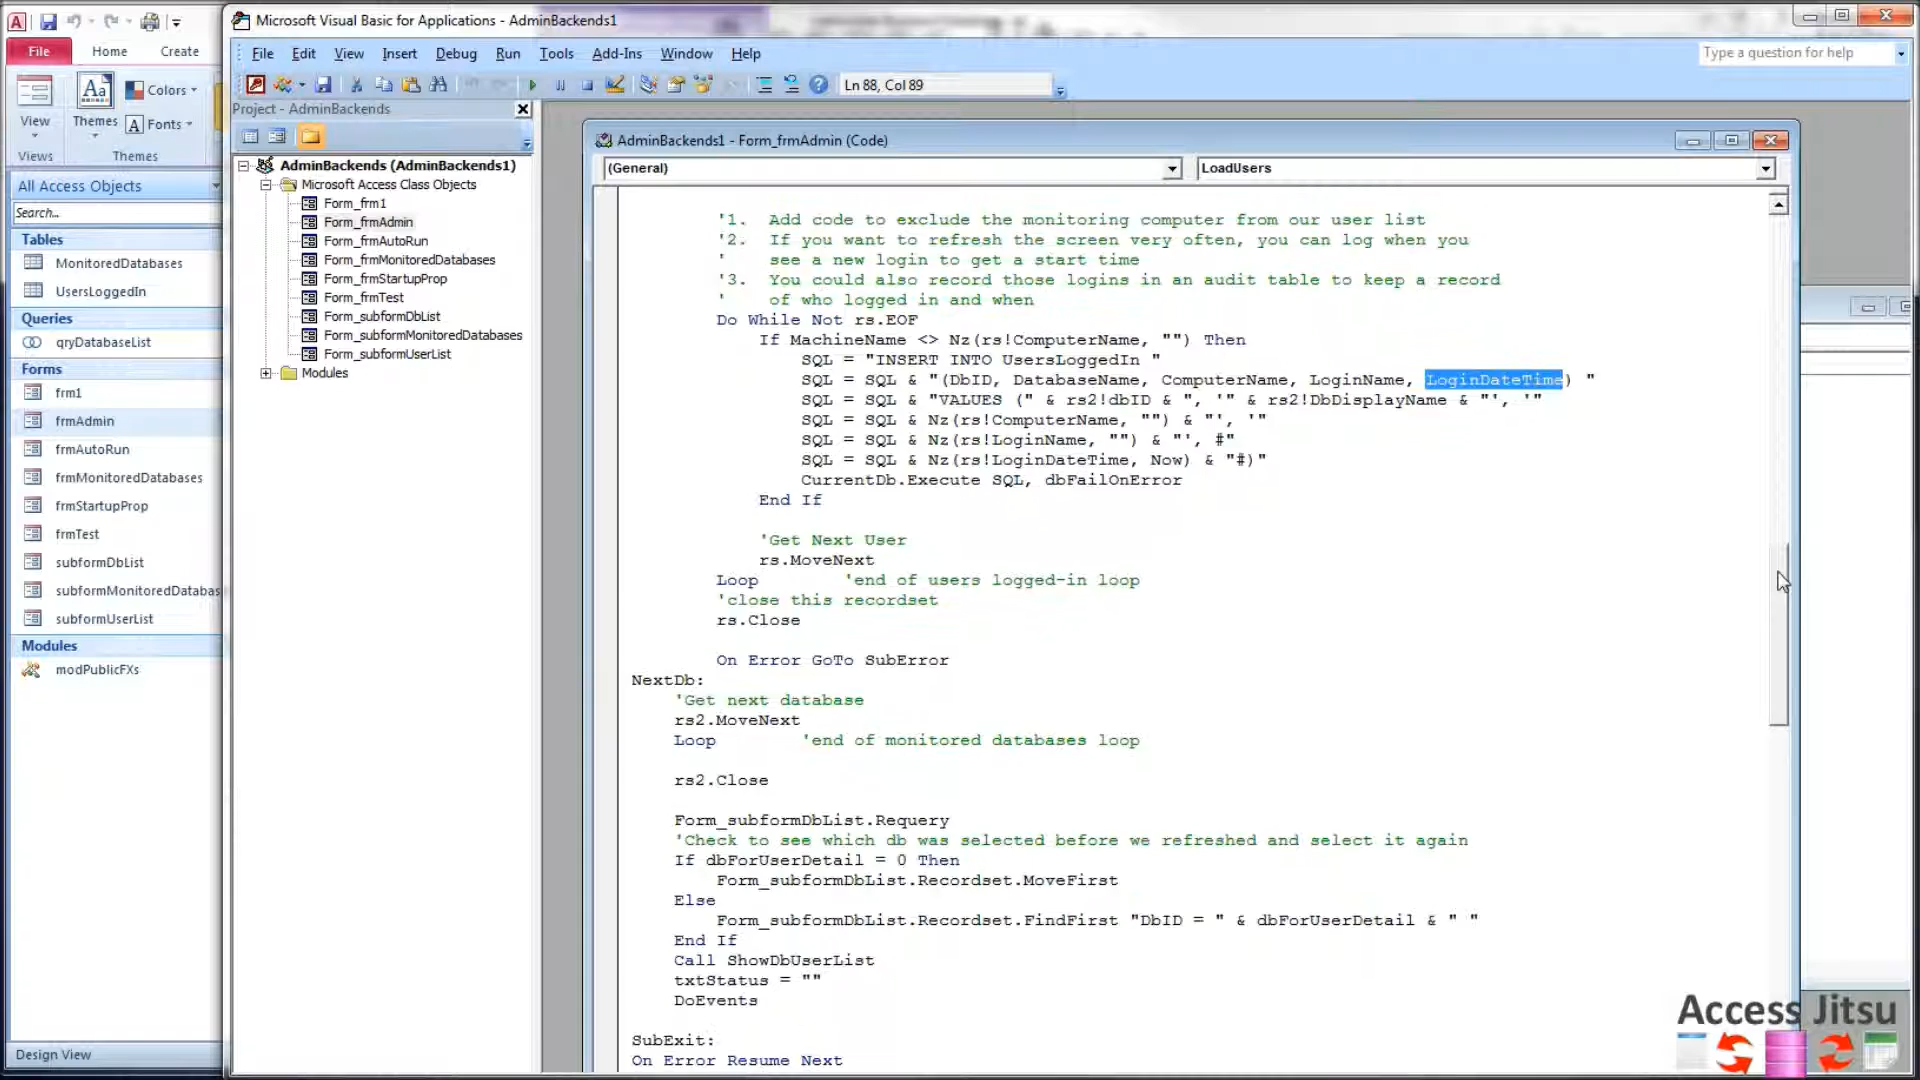 Microsoft Visual Basic for Applications - AdminBackends1
File Edit View Insert Debug Run Tools Add-Ins Window Help
Type a question for help
Ln 88, Col 89
File
Home
Create
View
Themes
Colors
Fonts
Views
Themes
All Access Objects
Search...
Tables
MonitoredDatabases
UsersLoggedIn
Queries
qryDatabaseList
Forms
frm1
frmAdmin
frmAutoRun
frmMonitoredDatabases
frmStartupProp
frmTest
subformDbList
subformMonitoredDatabas
subformUserList
Modules
modPublicFXs
Design View
Project - AdminBackends
AdminBackends (AdminBackends1)
Microsoft Access Class Objects
Form_frm1
Form_frmAdmin
Form_frmAutoRun
Form_frmMonitoredDatabases
Form_frmStartupProp
Form_frmTest
Form_subformDbList
Form_subformMonitoredDatabases
Form_subformUserList
Modules
AdminBackends1 - Form_frmAdmin (Code)
(General)
LoadUsers
'1. Add code to exclude the monitoring computer from our user list
'2. If you want to refresh the screen very often, you can log when you
' see a new login to get a start time
'3. You could also record those logins in an audit table to keep a record
' of who logged in and when
Do While Not rs.EOF
If MachineName <> Nz(rs!ComputerName, "") Then
SQL = "INSERT INTO UsersLoggedIn "
SQL = SQL & "(DbID, DatabaseName, ComputerName, LoginName, LoginDateTime) "
SQL = SQL & "VALUES (" & rs2!dbID & ", '" & rs2!DbDisplayName & "', '"
SQL = SQL & Nz(rs!ComputerName, "") & "', '"
SQL = SQL & Nz(rs!LoginName, "") & "', #"
SQL = SQL & Nz(rs!LoginDateTime, Now) & "#)"
CurrentDb.Execute SQL, dbFailOnError
End If
'Get Next User
rs.MoveNext
Loop 'end of users logged-in loop
'close this recordset
rs.Close
On Error GoTo SubError
NextDb:
'Get next database
rs2.MoveNext
Loop 'end of monitored databases loop
rs2.Close
Form_subformDbList.Requery
'Check to see which db was selected before we refreshed and select it again
If dbForUserDetail = 0 Then
Form_subformDbList.Recordset.MoveFirst
Else
Form_subformDbList.Recordset.FindFirst "DbID = " & dbForUserDetail & " "
End If
Call ShowDbUserList
txtStatus = ""
DoEvents
SubExit:
On Error Resume Next
Access Jitsu